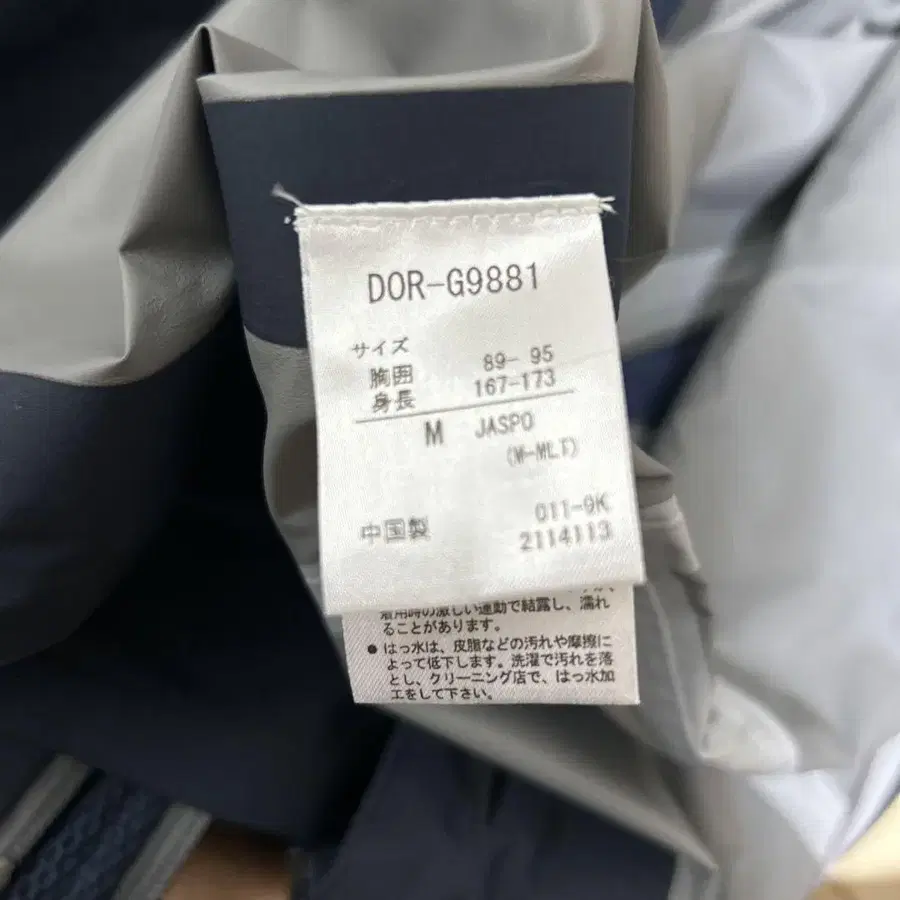 DOR-G9881
サイズ
胸囲 89- 95
身長 167-173
M JASPO
(M-MLT)
011-9K
中国製 2114113
着用時の激しい運動で結露し、濡れ
ることがあります。
● はっ水は、皮脂などの汚れや摩擦に
よって低下します。洗濯で汚れを落
とし、クリーニング店で、はっ水加
工をして下さい。